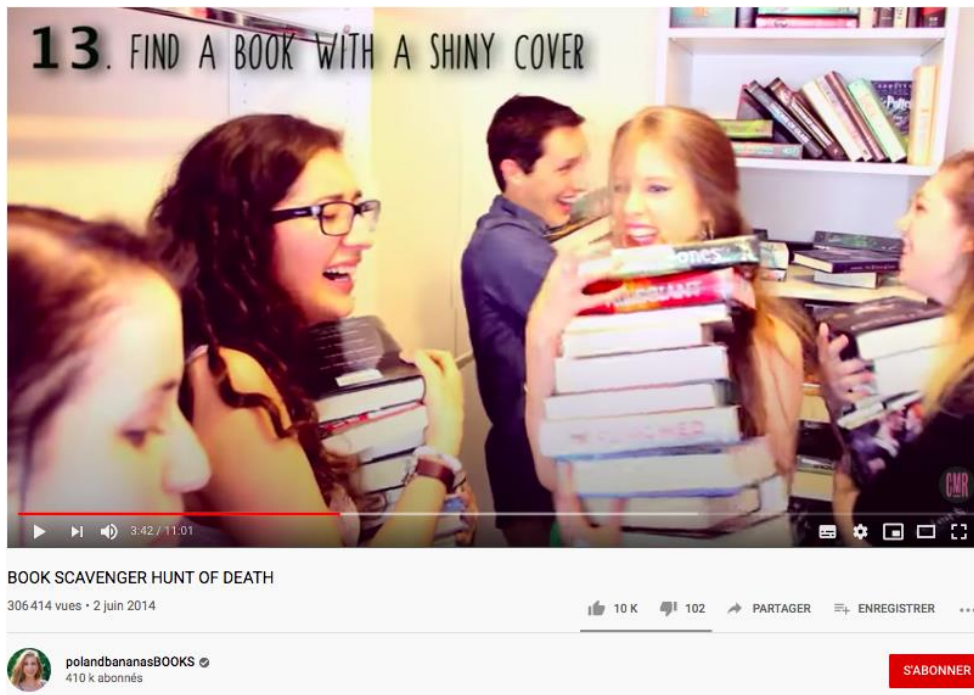 13. FIND A BOOK WITH A SHINY COVER
GMR
3:42 / 11:01
BOOK SCAVENGER HUNT OF DEATH
306 414 vues • 2 juin 2014
10 K
102
PARTAGER
ENREGISTRER
polandbananasBOOKS
410 k abonnés
S'ABONNER